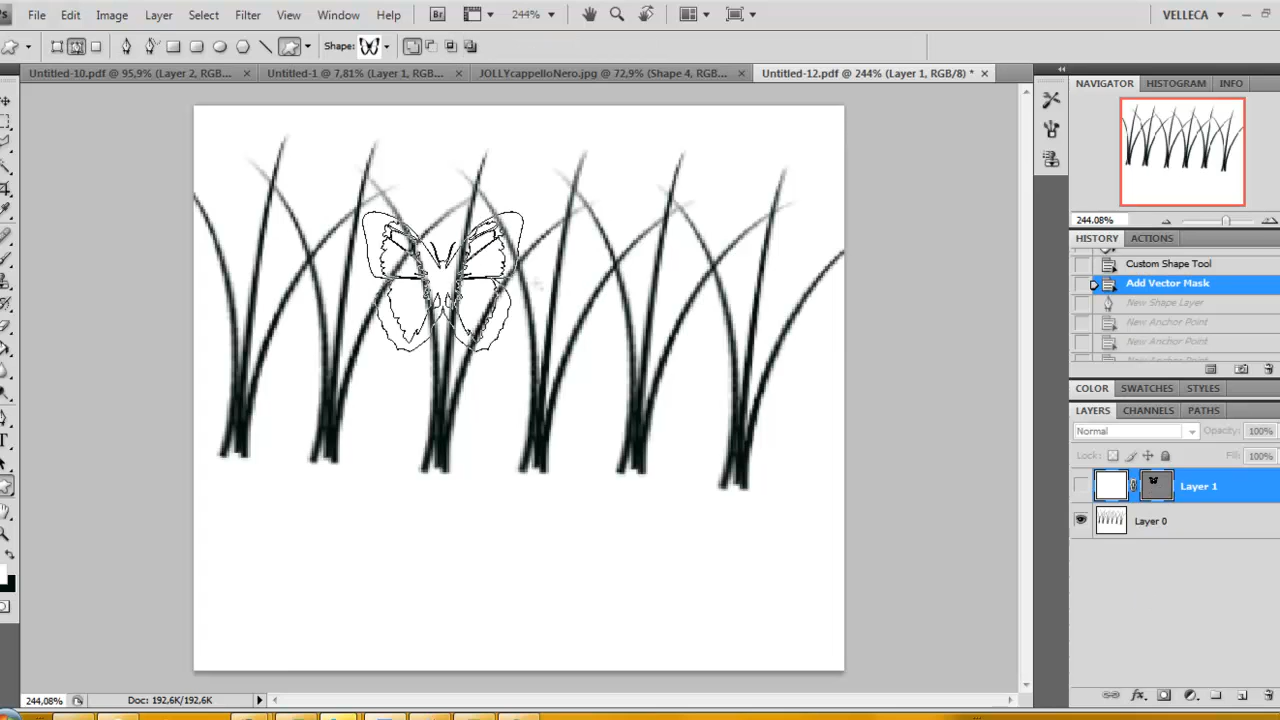 File Edit Image Layer Select Filter View Window Help Br 244% VELLECA
Shape:
Untitled-10.pdf @ 95,9% (Layer 2, RGB... Untitled-1 @ 7,81% (Layer 1, RGB... JOLLYcappelloNero.jpg @ 72,9% (Shape 4, RGB... Untitled-12.pdf @ 244% (Layer 1, RGB/8) *
NAVIGATOR HISTOGRAM INFO
244.08%
HISTORY ACTIONS
Custom Shape Tool
Add Vector Mask
New Shape Layer
New Anchor Point
New Anchor Point
COLOR SWATCHES STYLES
LAYERS CHANNELS PATHS
Normal Opacity: 100%
Lock: Fill: 100%
Layer 1
Layer 0
244,08% Doc: 192,6K/192,6K